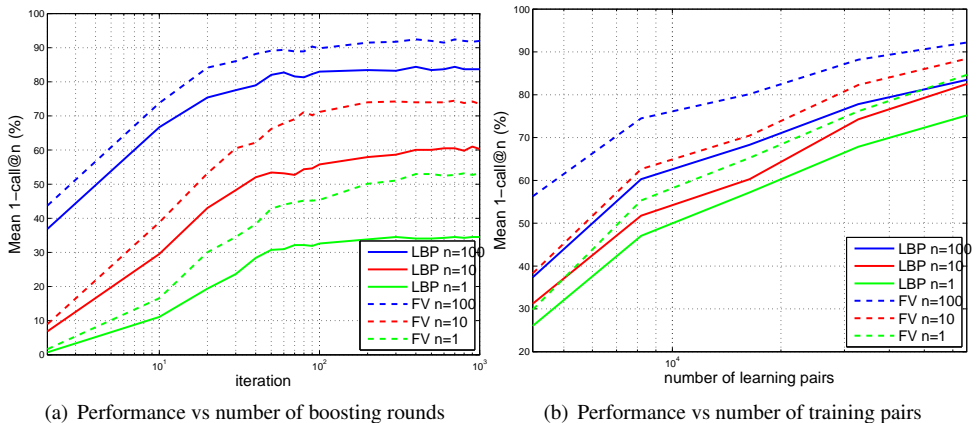 100
90
80
70
60
50
40
30
20
10
0
Mean 1−call@n (%)
10^1
10^2
10^3
iteration
LBP n=100
LBP n=10
LBP n=1
FV n=100
FV n=10
FV n=1
(a) Performance vs number of boosting rounds
100
90
80
70
60
50
40
30
20
Mean 1−call@n (%)
10^4
number of learning pairs
LBP n=100
LBP n=10
LBP n=1
FV n=100
FV n=10
FV n=1
(b) Performance vs number of training pairs